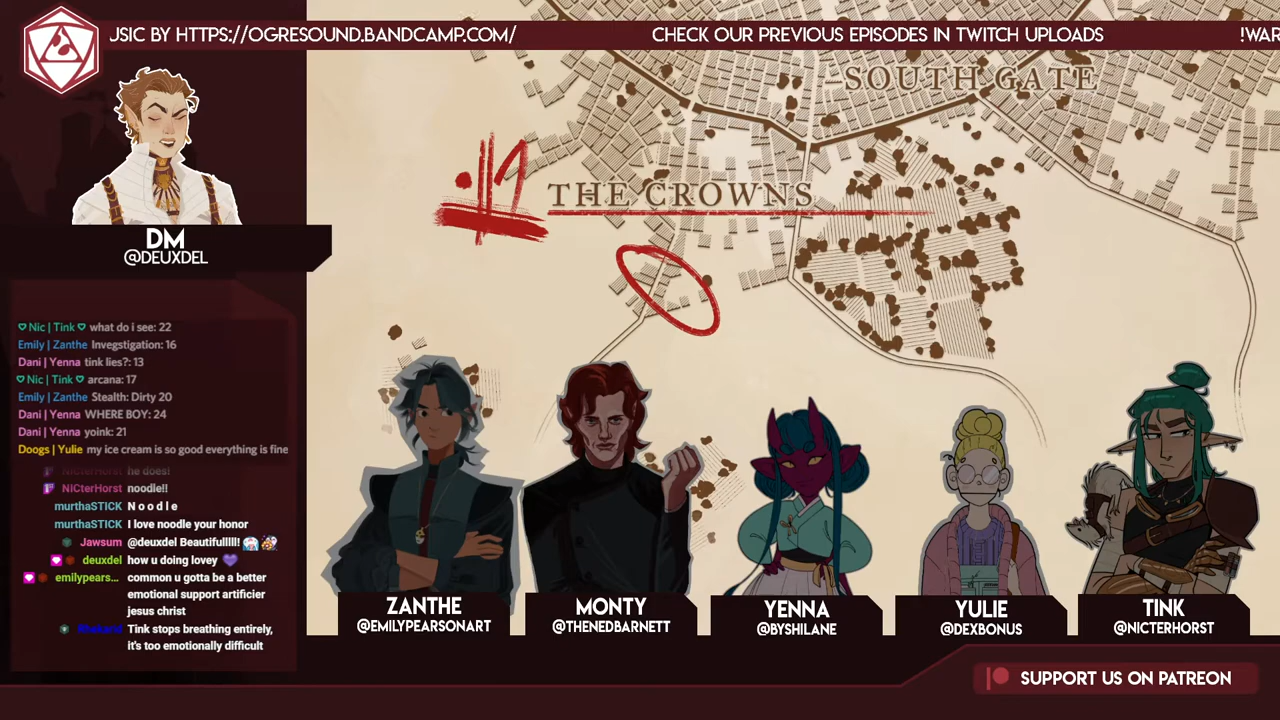 JSIC BY HTTPS://OGRESOUND.BANDCAMP.COM/
CHECK OUR PREVIOUS EPISODES IN TWITCH UPLOADS
!WAR
SOUTH GATE
THE CROWNS
DM
@DEUXDEL
Nic | Tink what do i see: 22
Emily | Zanthe Invegstigation: 16
Dani | Yenna tink lies?: 13
Nic | Tink arcana: 17
Emily | Zanthe Stealth: Dirty 20
Dani | Yenna WHERE BOY: 24
Dani | Yenna yoink: 21
Doogs | Yulie my ice cream is so good everything is fine
NiCterHorst he does!
NiCterHorst noodle!!
murthaSTICK N o o d l e
murthaSTICK I love noodle your honor
Jawsum @deuxdel Beautifulllll!
deuxdel how u doing lovey
emilypears... common u gotta be a better
emotional support artificier
jesus christ
Tink stops breathing entirely,
it's too emotionally difficult
ZANTHE
@EMILYPEARSONART
MONTY
@THENEDBARNETT
YENNA
@BYSHILANE
YULIE
@DEXBONUS
TINK
@NICTERHORST
SUPPORT US ON PATREON